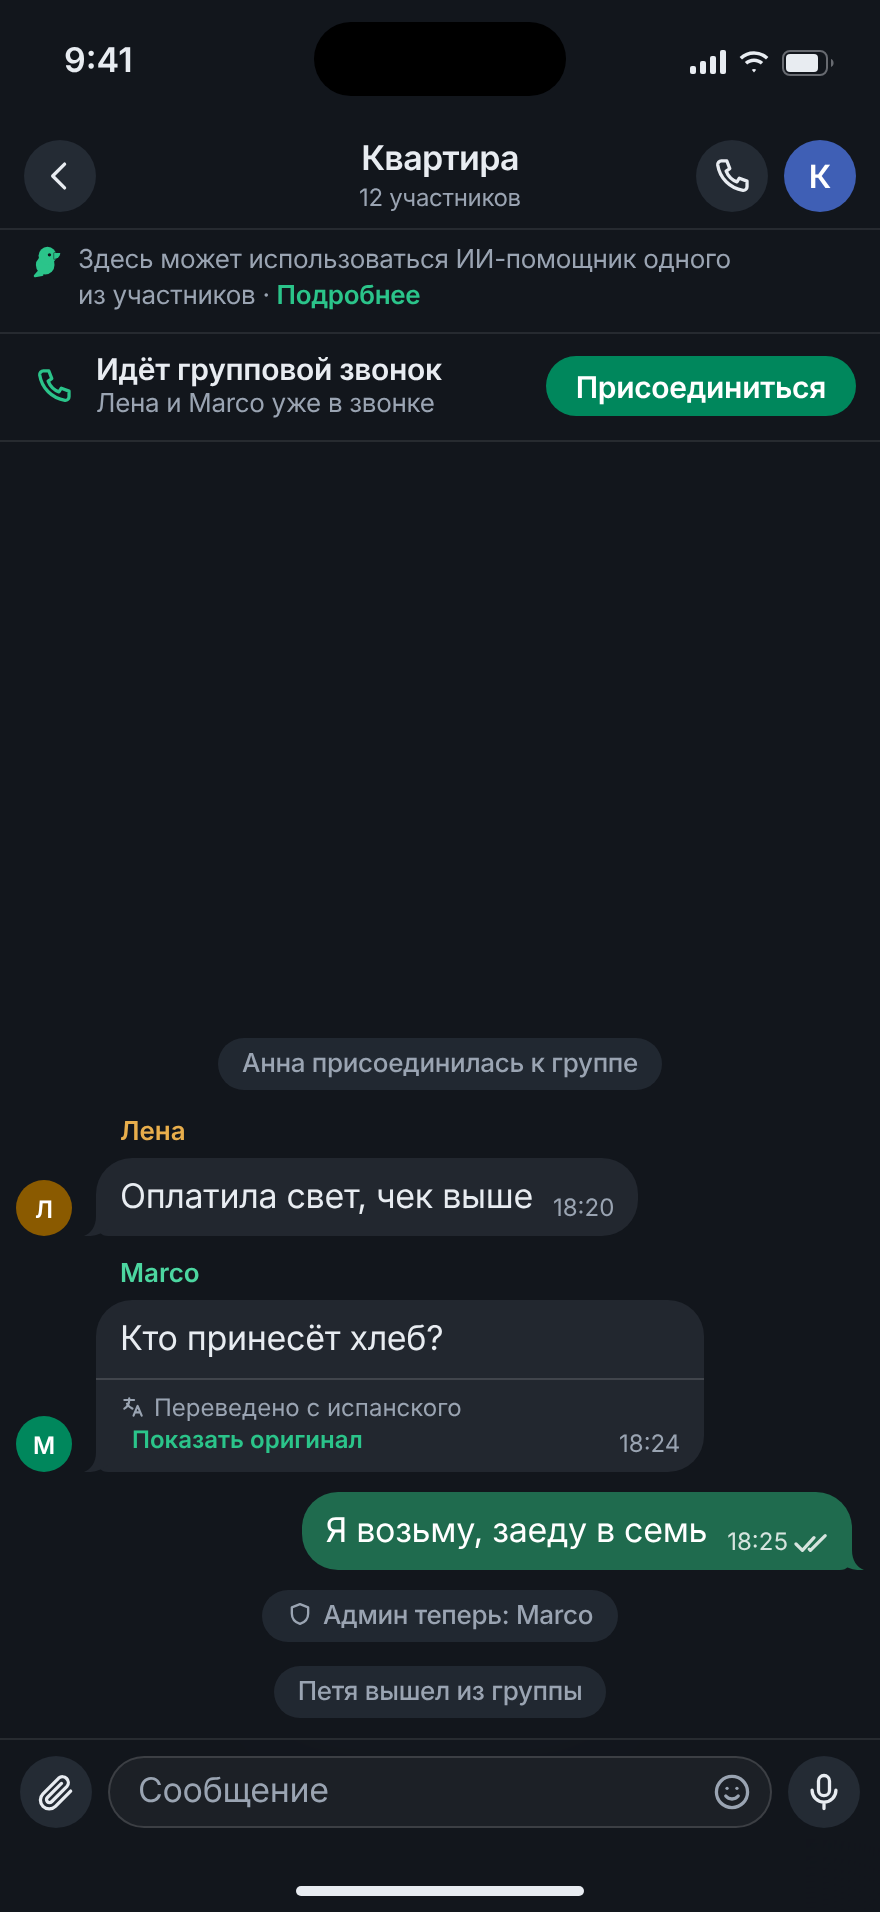 9:41
Квартира
12 участников
К
Здесь может использоваться ИИ-помощник одного
из участников · Подробнее
Идёт групповой звонок
Лена и Marco уже в звонке
Присоединиться
Анна присоединилась к группе
Лена
Л
Оплатила свет, чек выше 18:20
Marco
Кто принесёт хлеб?
Переведено с испанского
Показать оригинал 18:24
М
Я возьму, заеду в семь 18:25
Админ теперь: Marco
Петя вышел из группы
Сообщение